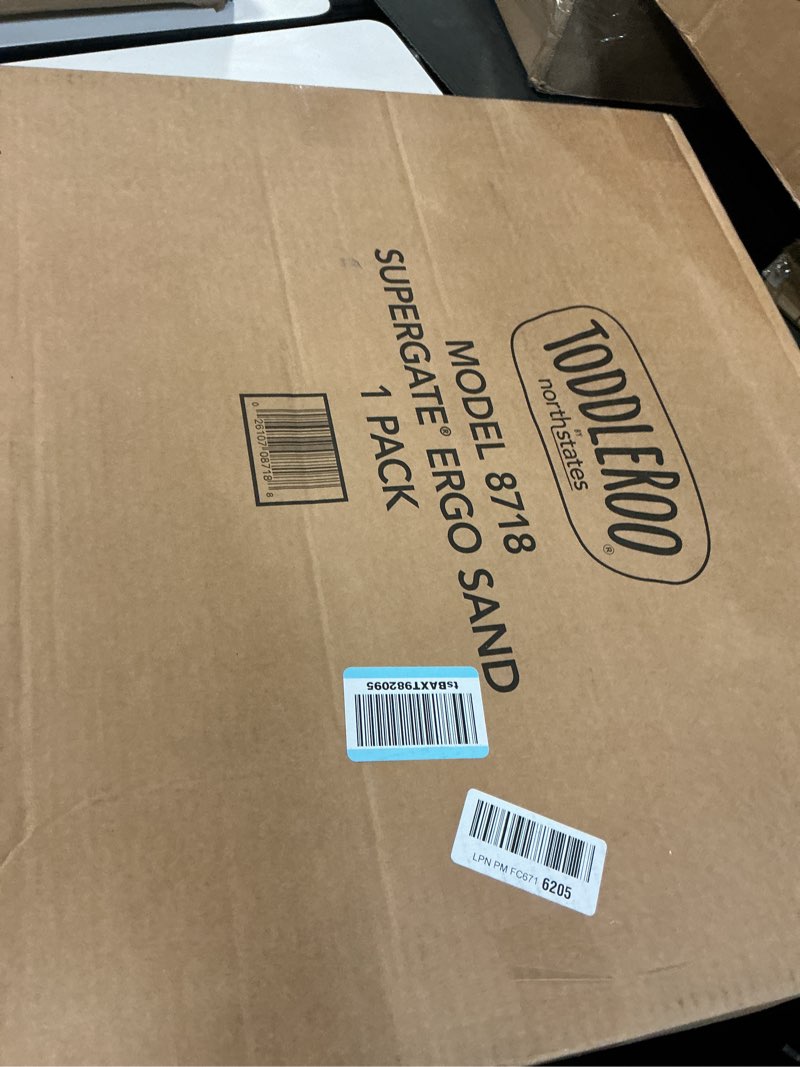 TODDLEROO®
BY
northstates
MODEL 8718
SUPERGATE® ERGO SAND
1 PACK
0 26107 08718 8
tsBAXT982095
LPN PM FC671 6205